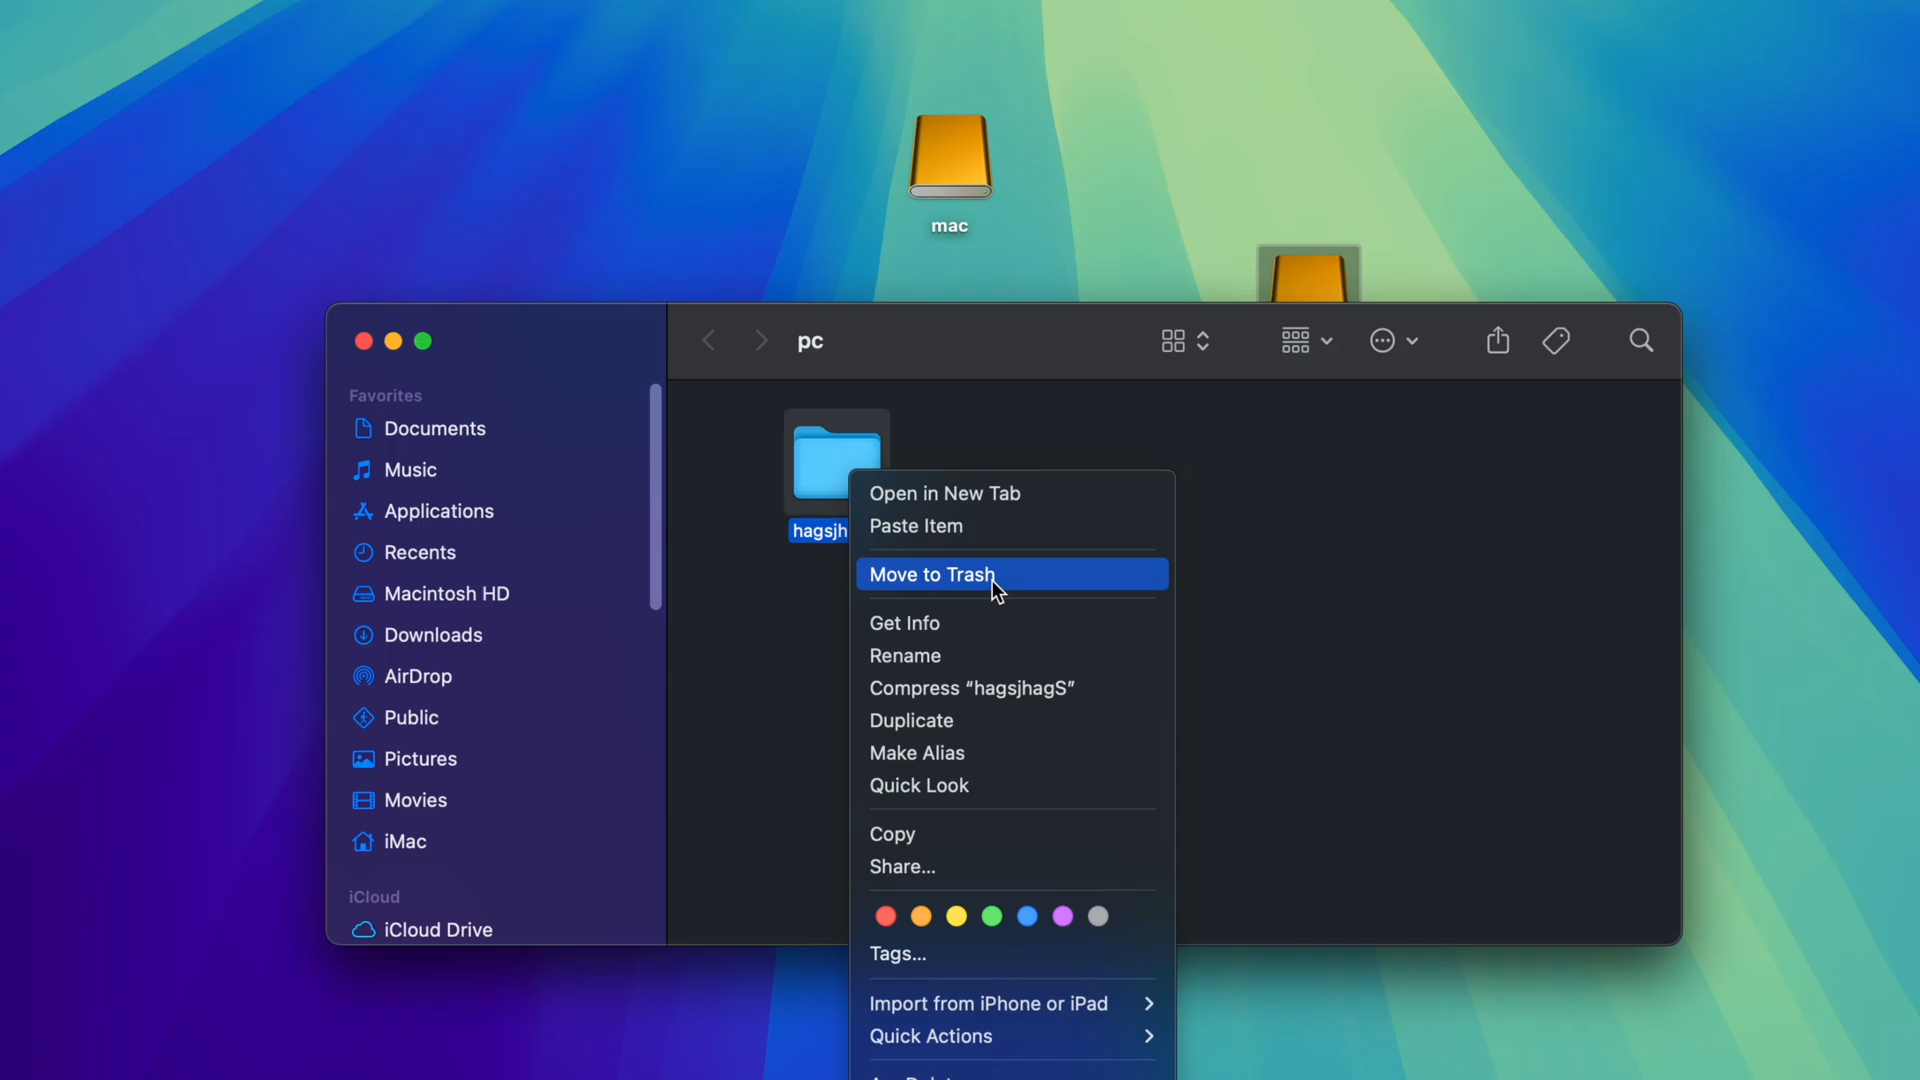 mac
pc
Favorites
Documents
Music
Applications
Recents
Macintosh HD
Downloads
AirDrop
Public
Pictures
Movies
iMac
iCloud
iCloud Drive
hagsjh
Open in New Tab
Paste Item
Move to Trash
Get Info
Rename
Compress “hagsjhagS”
Duplicate
Make Alias
Quick Look
Copy
Share...
Tags...
Import from iPhone or iPad
Quick Actions